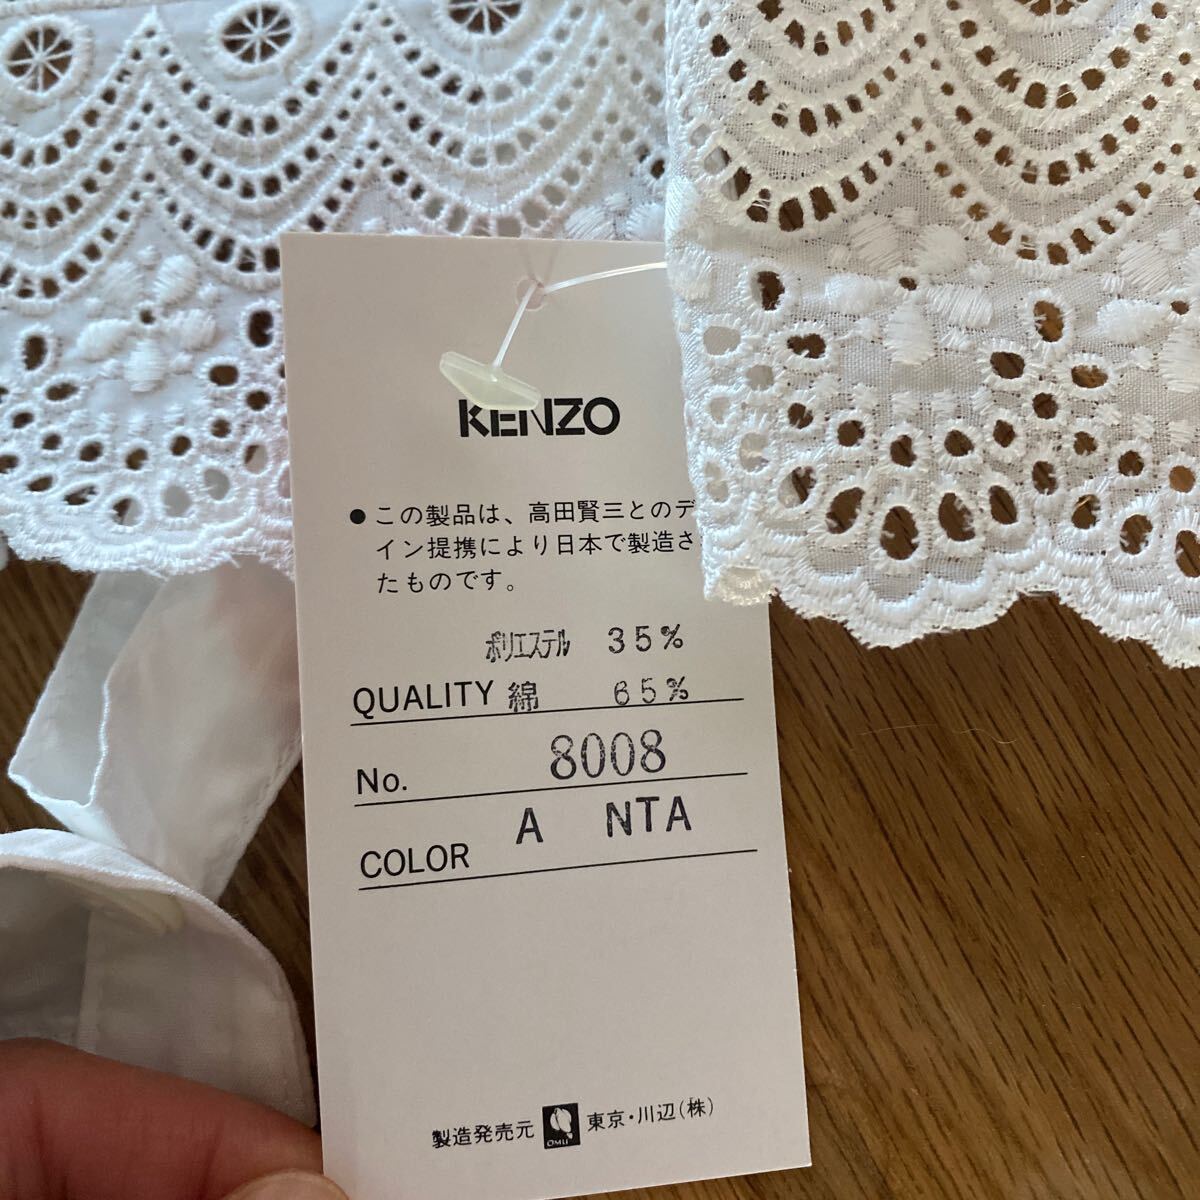 KENZO
● この製品は、高田賢三とのデ
イン提携により日本で製造さ
たものです。
ポリエステル 35%
QUALITY 綿 65%
No. 8008
COLOR A NTA
製造発売元 OMLI 東京・川辺(株)